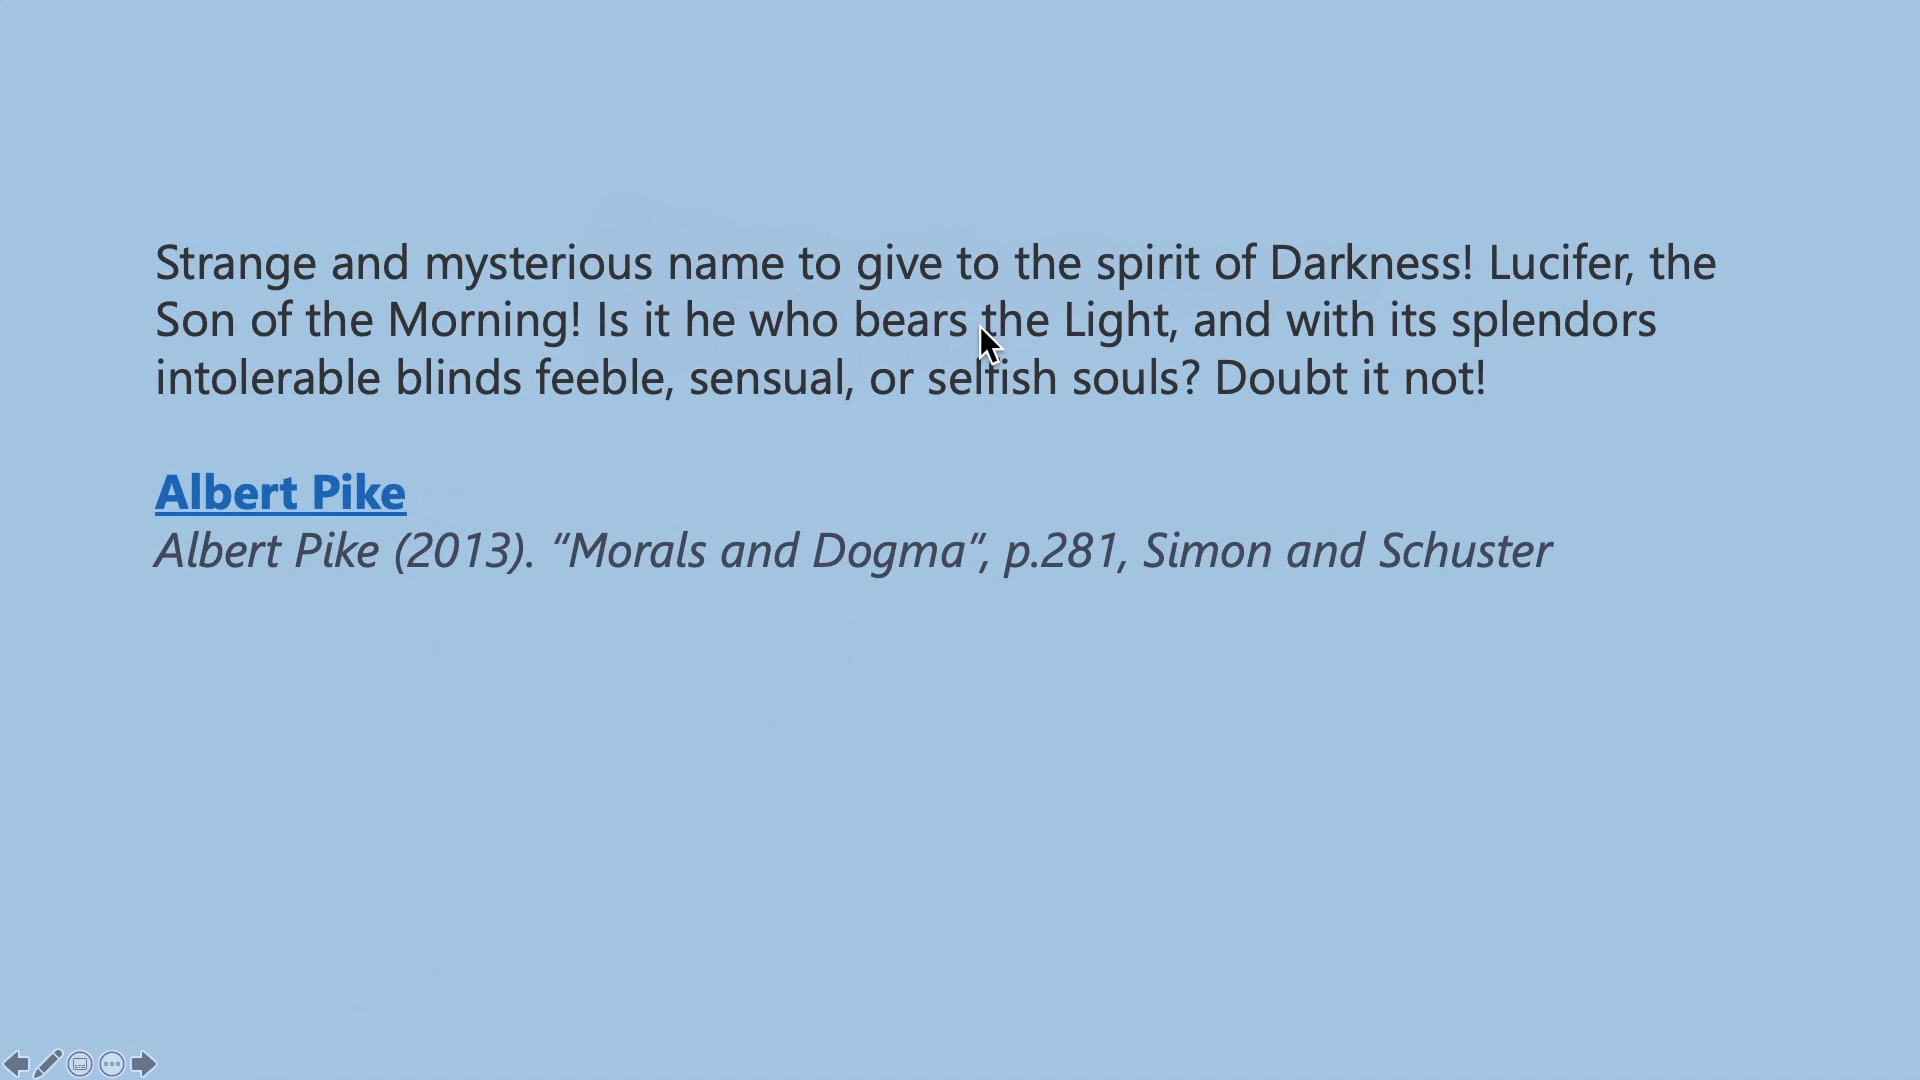 Strange and mysterious name to give to the spirit of Darkness! Lucifer, the
Son of the Morning! Is it he who bears the Light, and with its splendors
intolerable blinds feeble, sensual, or selfish souls? Doubt it not!
Albert Pike
Albert Pike (2013). “Morals and Dogma”, p.281, Simon and Schuster